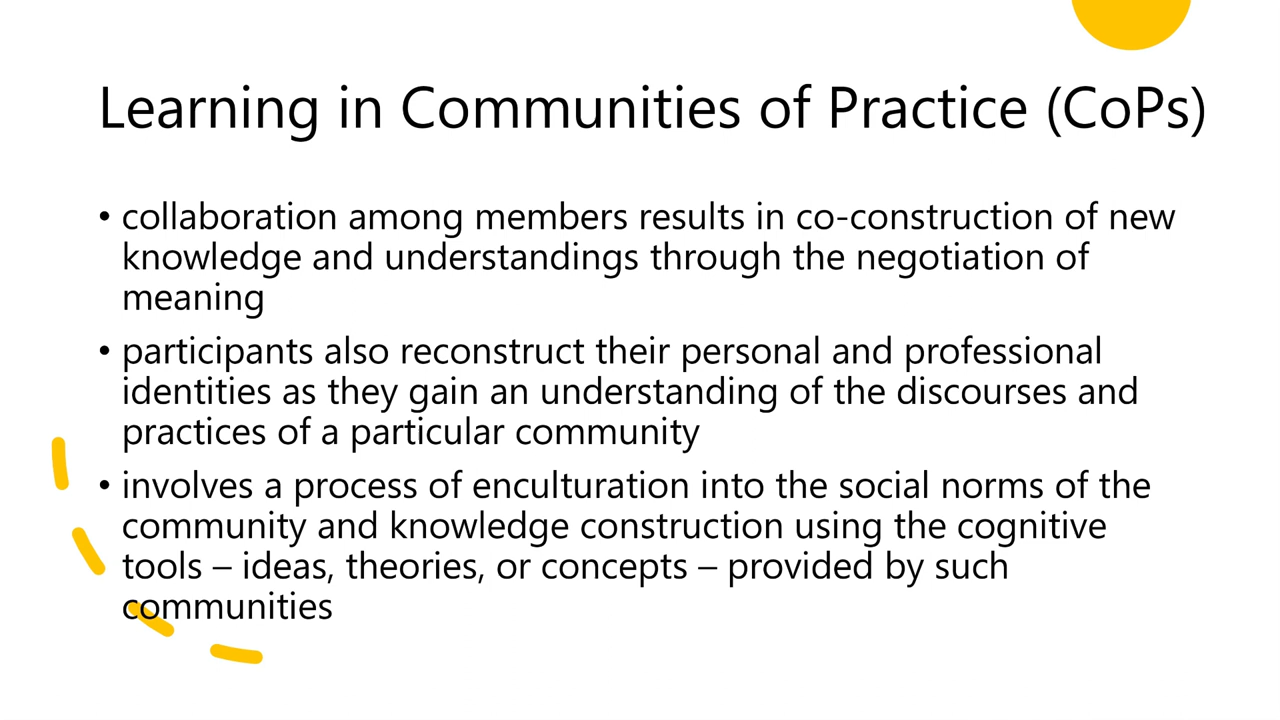 Learning in Communities of Practice (CoPs)
• collaboration among members results in co-construction of new
knowledge and understandings through the negotiation of
meaning
• participants also reconstruct their personal and professional
identities as they gain an understanding of the discourses and
practices of a particular community
• involves a process of enculturation into the social norms of the
community and knowledge construction using the cognitive
tools – ideas, theories, or concepts – provided by such
communities